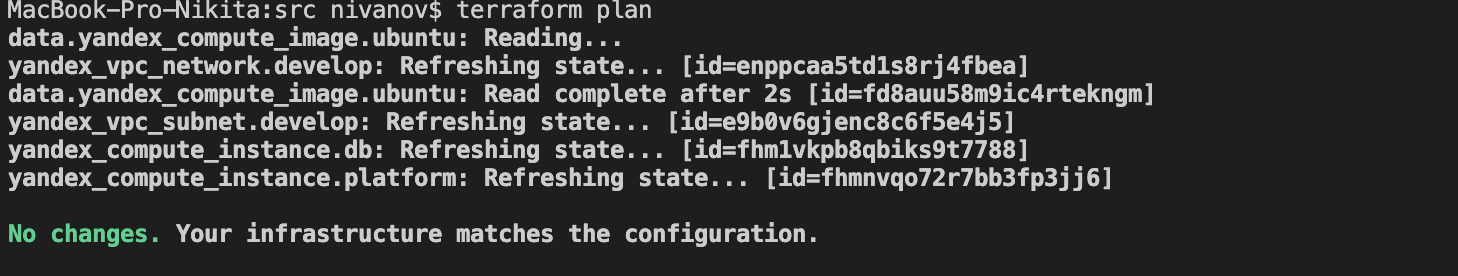 MacBook-Pro-Nikita:src nivanov$ terraform plan
data.yandex_compute_image.ubuntu: Reading...
yandex_vpc_network.develop: Refreshing state... [id=enppcaa5td1s8rj4fbea]
data.yandex_compute_image.ubuntu: Read complete after 2s [id=fd8auu58m9ic4rtekngm]
yandex_vpc_subnet.develop: Refreshing state... [id=e9b0v6gjenc8c6f5e4j5]
yandex_compute_instance.db: Refreshing state... [id=fhm1vkpb8qbiks9t7788]
yandex_compute_instance.platform: Refreshing state... [id=fhmnvqo72r7bb3fp3jj6]
No changes. Your infrastructure matches the configuration.